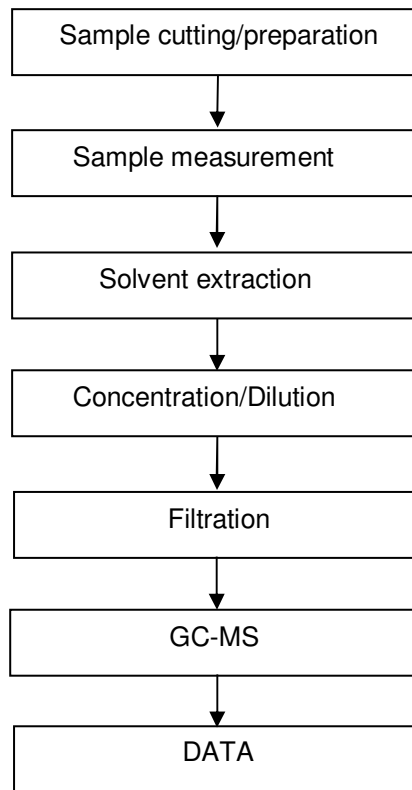 Sample cutting/preparation
Sample measurement
Solvent extraction
Concentration/Dilution
Filtration
GC-MS
DATA